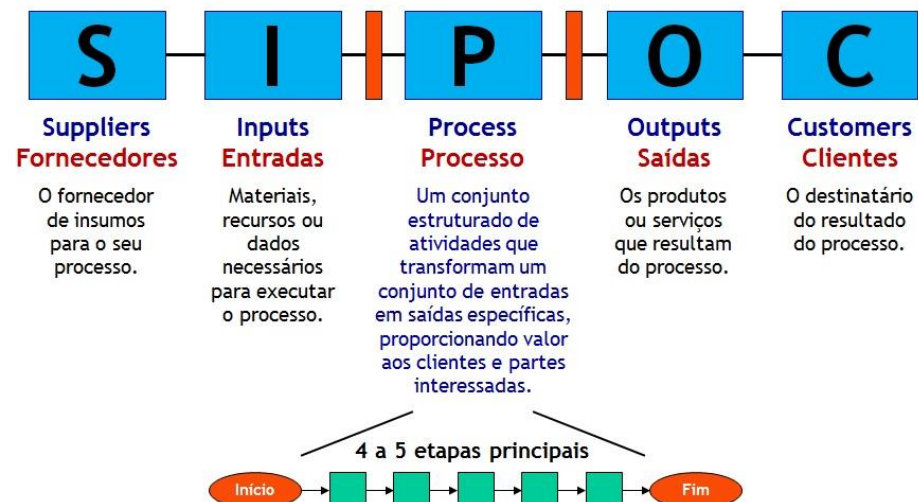 S I P O C
Suppliers
Fornecedores
O fornecedor
de insumos
para o seu
processo.
Inputs
Entradas
Materiais,
recursos ou
dados
necessários
para executar
o processo.
Process
Processo
Um conjunto
estruturado de
atividades que
transformam um
conjunto de entradas
em saídas específicas,
proporcionando valor
aos clientes e partes
interessadas.
Outputs
Saídas
Os produtos
ou serviços
que resultam
do processo.
Customers
Clientes
O destinatário
do resultado
do processo.
4 a 5 etapas principais
Início
Fim